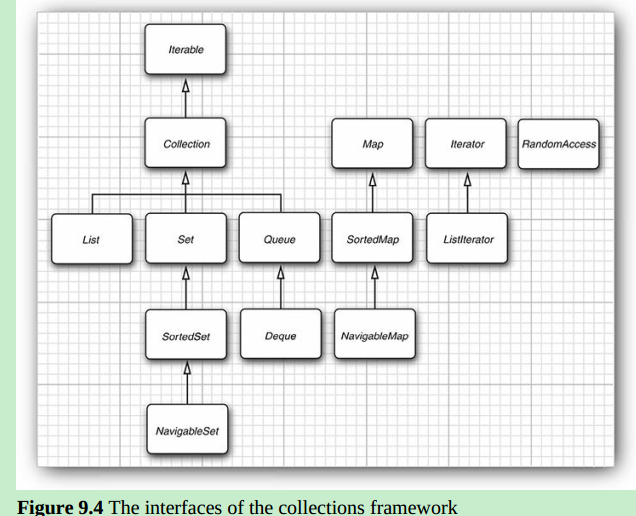 Iterable
Collection
Map
Iterator
RandomAccess
List
Set
Queue
SortedMap
ListIterator
SortedSet
Deque
NavigableMap
NavigableSet
Figure 9.4 The interfaces of the collections framework